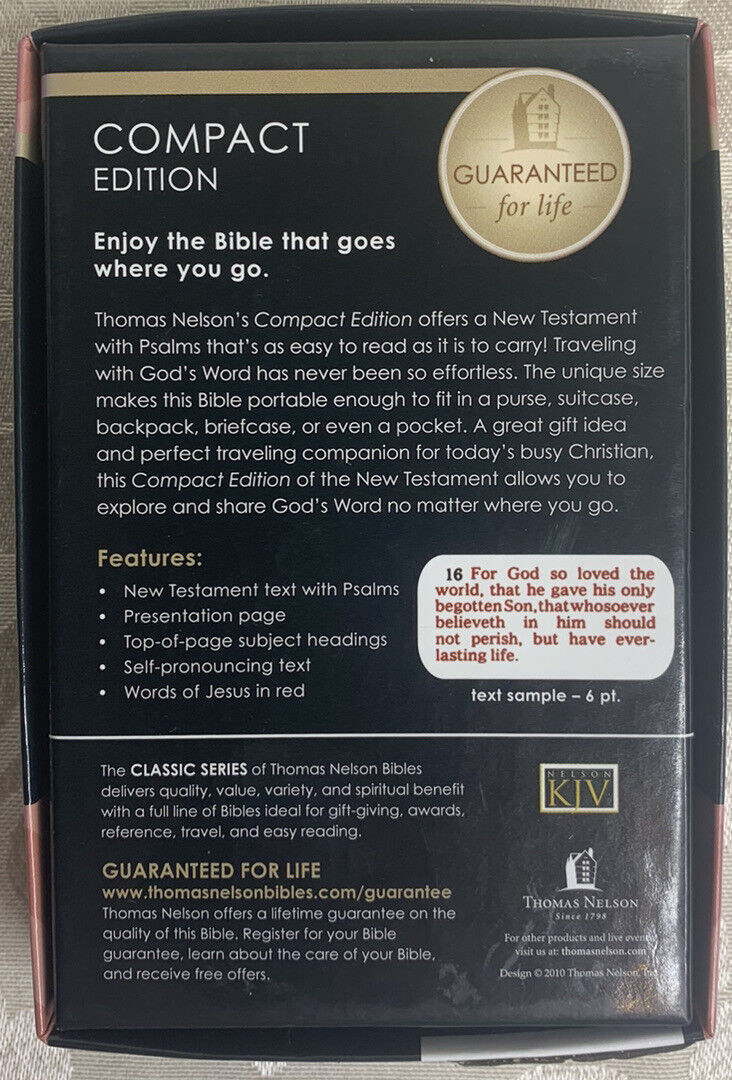 COMPACT
EDITION
GUARANTEED
for life
Enjoy the Bible that goes
where you go.
Thomas Nelson's Compact Edition offers a New Testament
with Psalms that's as easy to read as it is to carry! Traveling
with God's Word has never been so effortless. The unique size
makes this Bible portable enough to fit in a purse, suitcase,
backpack, briefcase, or even a pocket. A great gift idea
and perfect traveling companion for today's busy Christian,
this Compact Edition of the New Testament allows you to
explore and share God's Word no matter where you go.
Features:
• New Testament text with Psalms
• Presentation page
• Top-of-page subject headings
• Self-pronouncing text
• Words of Jesus in red
16 For God so loved the
world, that he gave his only
begotten Son, that whosoever
believeth in him should
not perish, but have ever-
lasting life.
text sample – 6 pt.
The CLASSIC SERIES of Thomas Nelson Bibles
delivers quality, value, variety, and spiritual benefit
with a full line of Bibles ideal for gift-giving, awards,
reference, travel, and easy reading.
NELSON
KJV
GUARANTEED FOR LIFE
www.thomasnelsonbibles.com/guarantee
Thomas Nelson offers a lifetime guarantee on the
quality of this Bible. Register for your Bible
guarantee, learn about the care of your Bible,
and receive free offers.
THOMAS NELSON
Since 1798
For other products and live events,
visit us at: thomasnelson.com
Design © 2010 Thomas Nelson,